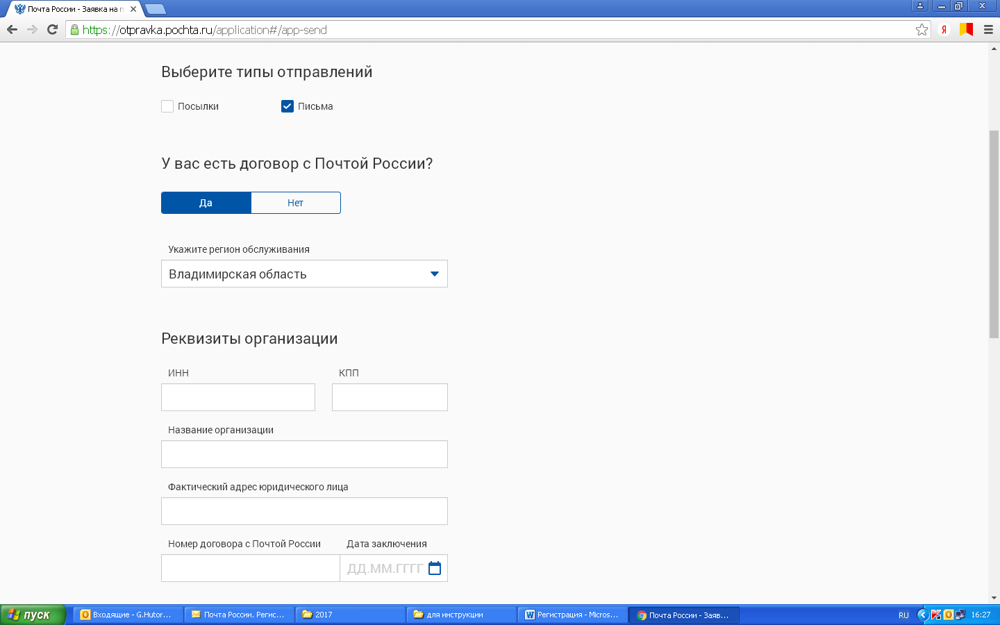 Почта России - Заявка на п
https://otpravka.pochta.ru/application#/app-send
Я
Выберите типы отправлений
Посылки Письма
У вас есть договор с Почтой России?
Да Нет
Укажите регион обслуживания
Владимирская область
Реквизиты организации
ИНН КПП
Название организации
Фактический адрес юридического лица
Номер договора с Почтой России Дата заключения
ДД.ММ.ГГГГ
пуск Входящие - G.Hutor... Почта России. Регис... 2017 для инструкции Регистрация - Micros... Почта России - Заяв... RU 16:27